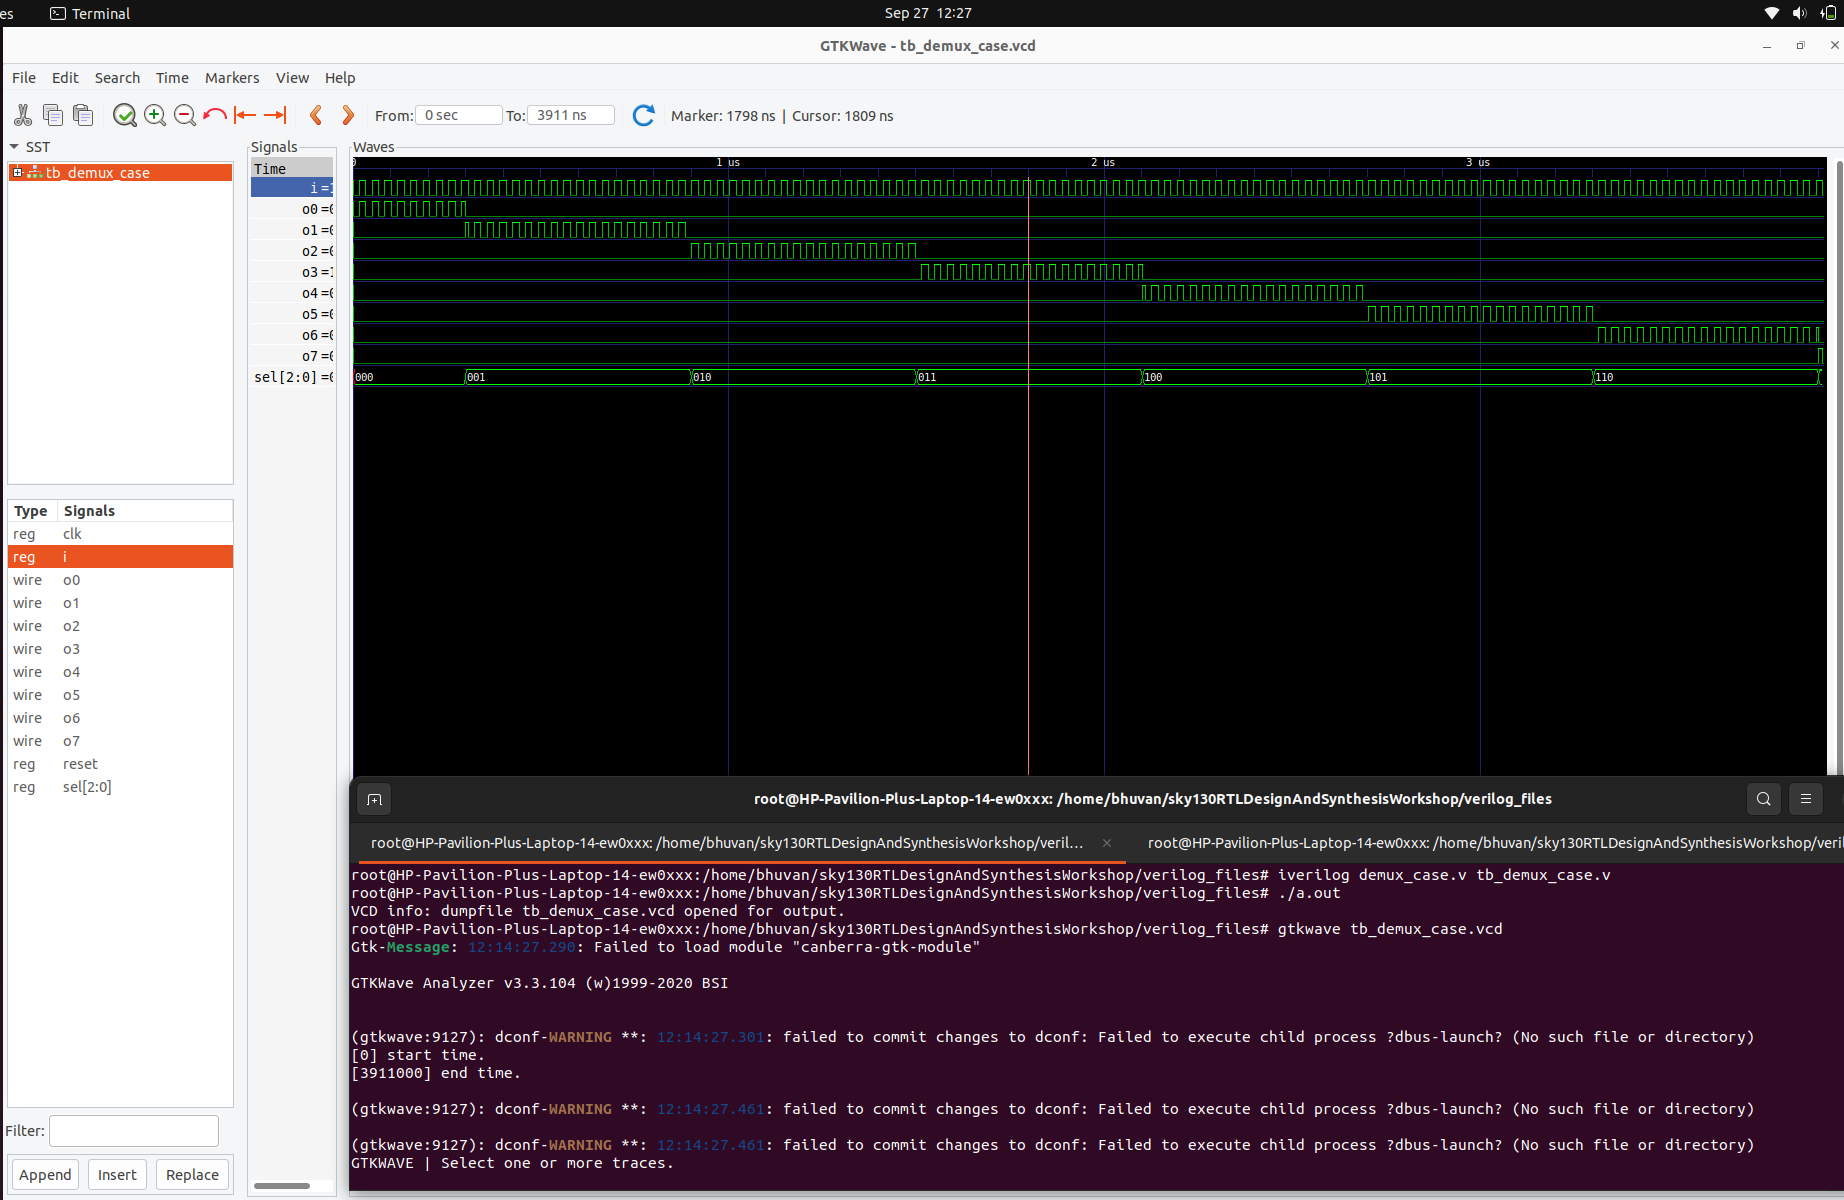 es Terminal Sep 27 12:27
GTKWave - tb_demux_case.vcd
File Edit Search Time Markers View Help
From: 0 sec To: 3911 ns Marker: 1798 ns | Cursor: 1809 ns
SST
tb_demux_case
Type Signals
reg clk
reg i
wire o0
wire o1
wire o2
wire o3
wire o4
wire o5
wire o6
wire o7
reg reset
reg sel[2:0]
Filter:
Append Insert Replace
Signals
Time
i =1
o0 =0
o1 =0
o2 =0
o3 =1
o4 =0
o5 =0
o6 =0
o7 =0
sel[2:0] =0
Waves
0 1 us 2 us 3 us
000 001 010 011 100 101 110
root@HP-Pavilion-Plus-Laptop-14-ew0xxx: /home/bhuvan/sky130RTLDesignAndSynthesisWorkshop/verilog_files
root@HP-Pavilion-Plus-Laptop-14-ew0xxx: /home/bhuvan/sky130RTLDesignAndSynthesisWorkshop/veril... × root@HP-Pavilion-Plus-Laptop-14-ew0xxx: /home/bhuvan/sky130RTLDesignAndSynthesisWorkshop/veril
root@HP-Pavilion-Plus-Laptop-14-ew0xxx:/home/bhuvan/sky130RTLDesignAndSynthesisWorkshop/verilog_files# iverilog demux_case.v tb_demux_case.v
root@HP-Pavilion-Plus-Laptop-14-ew0xxx:/home/bhuvan/sky130RTLDesignAndSynthesisWorkshop/verilog_files# ./a.out
VCD info: dumpfile tb_demux_case.vcd opened for output.
root@HP-Pavilion-Plus-Laptop-14-ew0xxx:/home/bhuvan/sky130RTLDesignAndSynthesisWorkshop/verilog_files# gtkwave tb_demux_case.vcd
Gtk-Message: 12:14:27.290: Failed to load module "canberra-gtk-module"
GTKWave Analyzer v3.3.104 (w)1999-2020 BSI
(gtkwave:9127): dconf-WARNING **: 12:14:27.301: failed to commit changes to dconf: Failed to execute child process ?dbus-launch? (No such file or directory)
[0] start time.
[3911000] end time.
(gtkwave:9127): dconf-WARNING **: 12:14:27.461: failed to commit changes to dconf: Failed to execute child process ?dbus-launch? (No such file or directory)
(gtkwave:9127): dconf-WARNING **: 12:14:27.461: failed to commit changes to dconf: Failed to execute child process ?dbus-launch? (No such file or directory)
GTKWAVE | Select one or more traces.